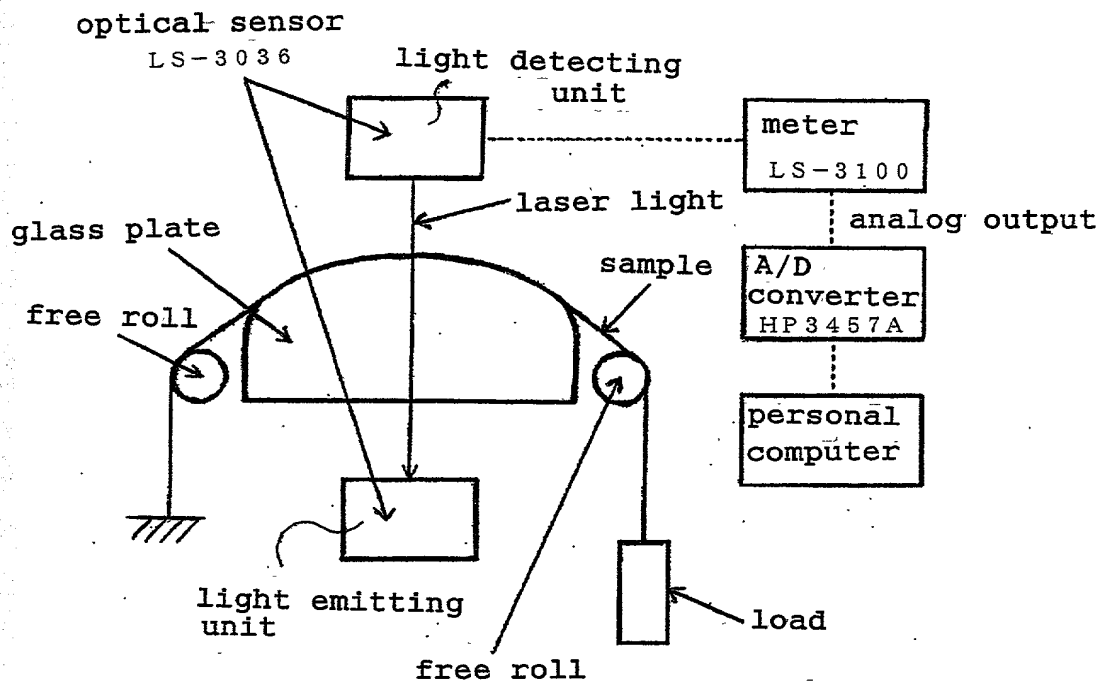 optical sensor
LS-3036
light detecting
unit
meter
LS-3100
laser light
analog output
glass plate
sample
A/D
converter
HP3457A
free roll
personal
computer
light emitting
unit
load
free roll